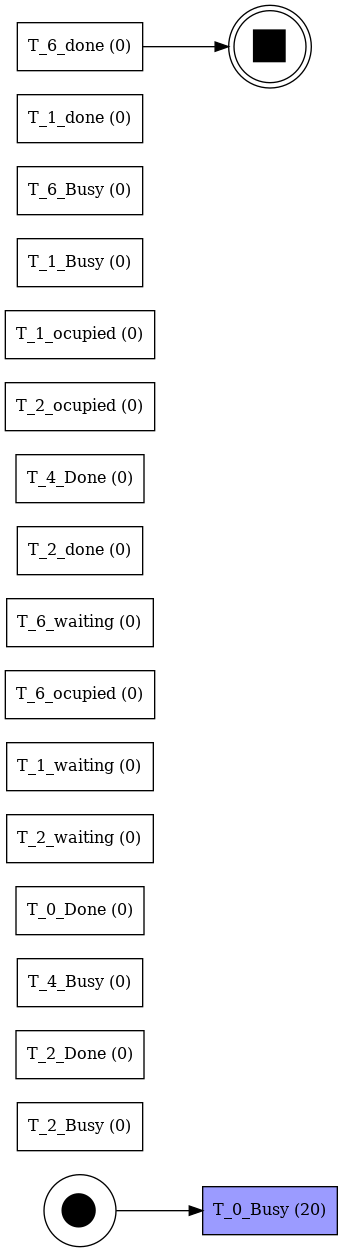 T_6_done (0)
T_1_done (0)
T_6_Busy (0)
T_1_Busy (0)
T_1_ocupied (0)
T_2_ocupied (0)
T_4_Done (0)
T_2_done (0)
T_6_waiting (0)
T_6_ocupied (0)
T_1_waiting (0)
T_2_waiting (0)
T_0_Done (0)
T_4_Busy (0)
T_2_Done (0)
T_2_Busy (0)
T_0_Busy (20)